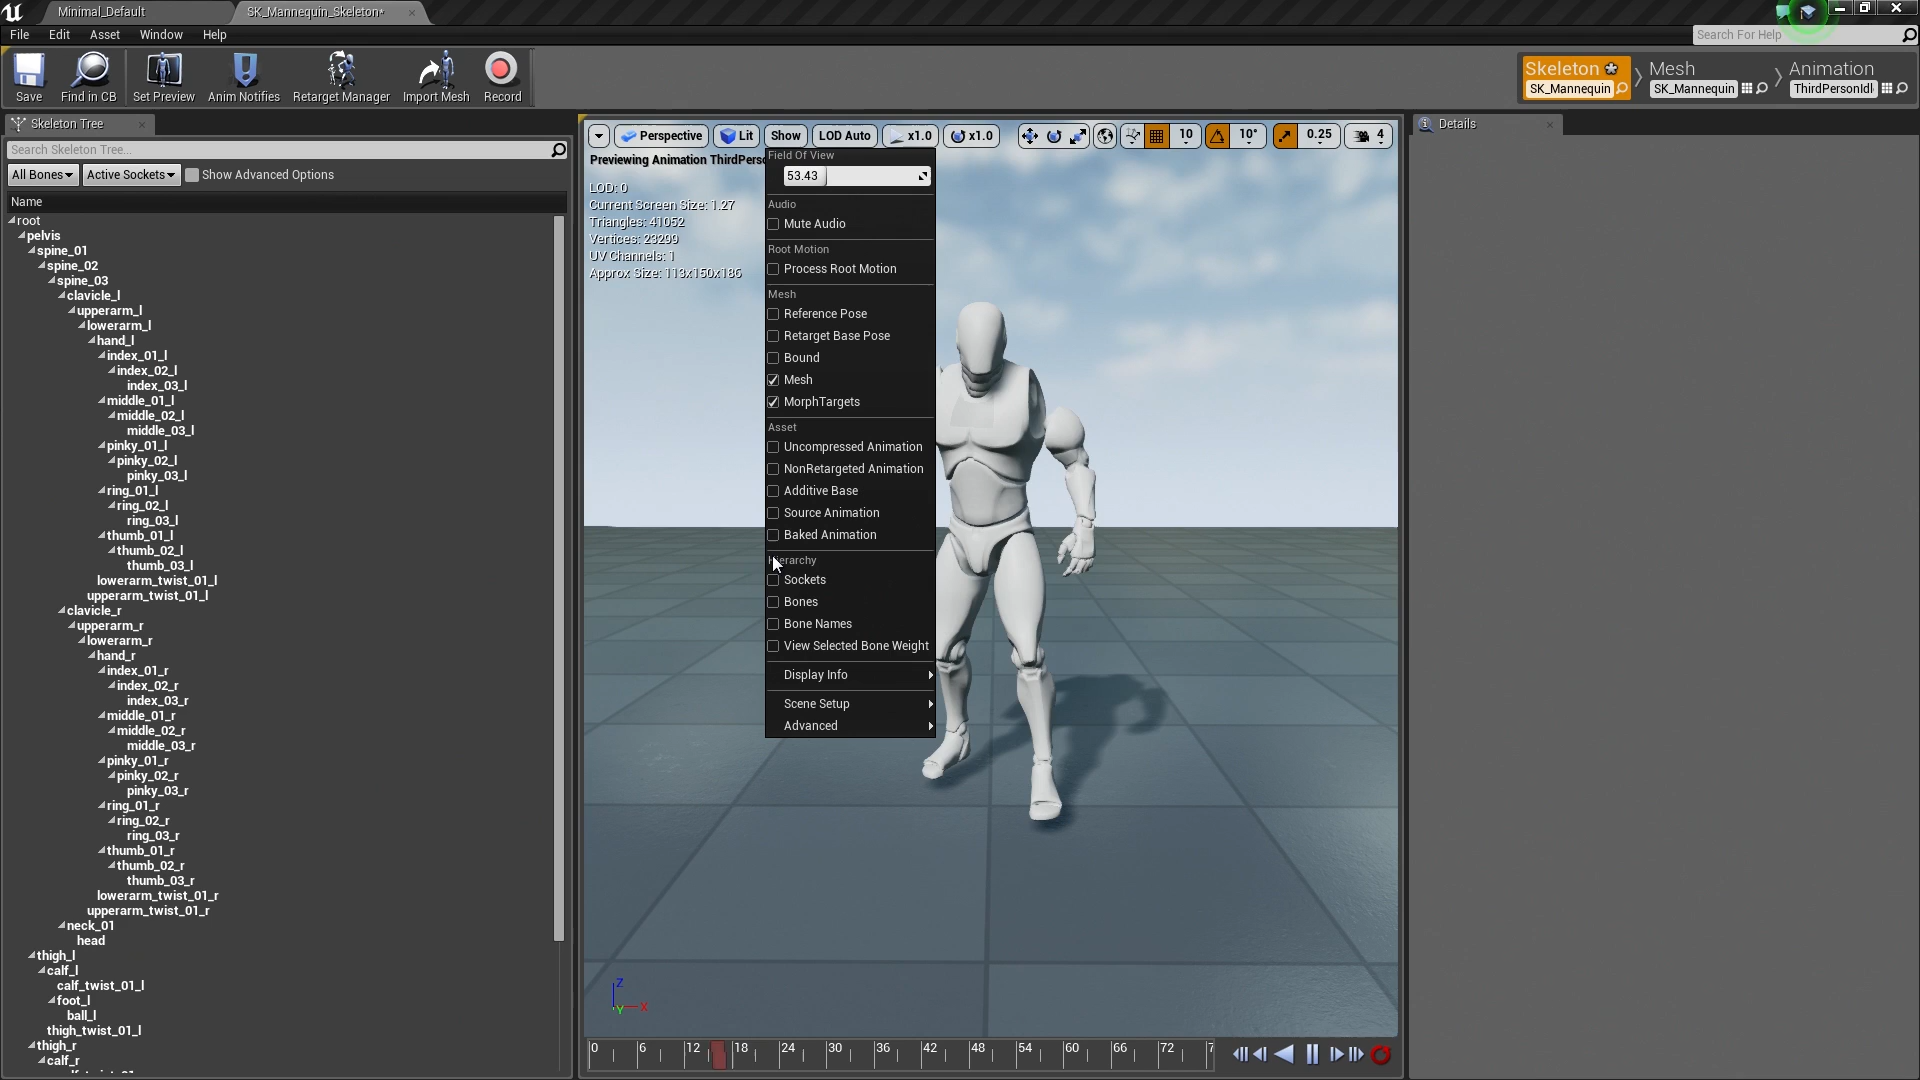 Minimal_Default
SK_Mannequin_Skeleton*
File Edit Asset Window Help
Search For Help
Save
Find in CB
Set Preview
Anim Notifies
Retarget Manager
Import Mesh
Record
Skeleton
SK_Mannequin
Mesh
SK_Mannequin
Animation
ThirdPersonIdl
Skeleton Tree
Search Skeleton Tree...
All Bones
Active Sockets
Show Advanced Options
Name
root
pelvis
spine_01
spine_02
spine_03
clavicle_l
upperarm_l
lowerarm_l
hand_l
index_01_l
index_02_l
index_03_l
middle_01_l
middle_02_l
middle_03_l
pinky_01_l
pinky_02_l
pinky_03_l
ring_01_l
ring_02_l
ring_03_l
thumb_01_l
thumb_02_l
thumb_03_l
lowerarm_twist_01_l
upperarm_twist_01_l
clavicle_r
upperarm_r
lowerarm_r
hand_r
index_01_r
index_02_r
index_03_r
middle_01_r
middle_02_r
middle_03_r
pinky_01_r
pinky_02_r
pinky_03_r
ring_01_r
ring_02_r
ring_03_r
thumb_01_r
thumb_02_r
thumb_03_r
lowerarm_twist_01_r
upperarm_twist_01_r
neck_01
head
thigh_l
calf_l
calf_twist_01_l
foot_l
ball_l
thigh_twist_01_l
thigh_r
calf_r
Perspective Lit Show LOD Auto x1.0 x1.0 10 10° 0.25 4
Previewing Animation ThirdPerso
LOD: 0
Current Screen Size: 1.27
Triangles: 41052
Vertices: 23299
UV Channels: 1
Approx Size: 113x150x186
Field Of View
53.43
Audio
Mute Audio
Root Motion
Process Root Motion
Mesh
Reference Pose
Retarget Base Pose
Bound
Mesh
MorphTargets
Asset
Uncompressed Animation
NonRetargeted Animation
Additive Base
Source Animation
Baked Animation
Hierarchy
Sockets
Bones
Bone Names
View Selected Bone Weight
Display Info
Scene Setup
Advanced
Z
Y X
0 6 12 18 24 30 36 42 48 54 60 66 72
Details